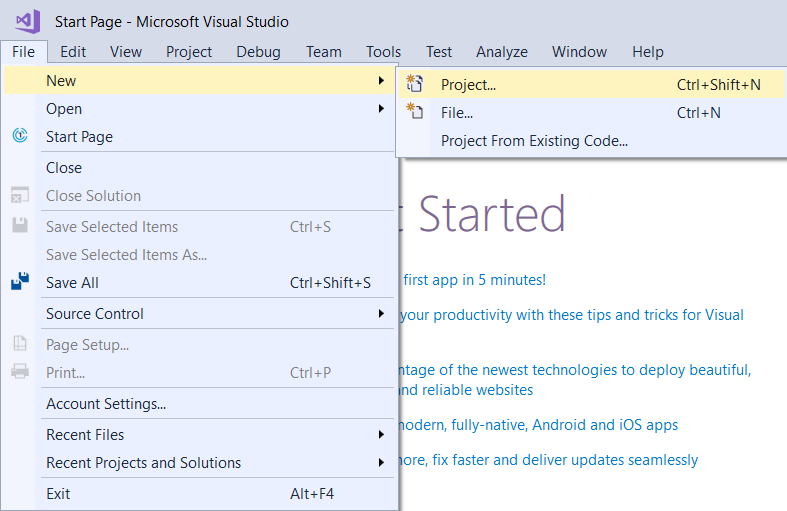 Start Page - Microsoft Visual Studio
File Edit View Project Debug Team Tools Test Analyze Window Help
New
Project... Ctrl+Shift+N
Open
File... Ctrl+N
Start Page
Project From Existing Code...
Close
Close Solution
Started
Save Selected Items Ctrl+S
Save Selected Items As...
Save All Ctrl+Shift+S
first app in 5 minutes!
Source Control
your productivity with these tips and tricks for Visual
Page Setup...
Print... Ctrl+P
of the newest technologies to deploy beautiful,
and reliable websites
Account Settings...
Recent Files
fully-native, Android and iOS apps
Recent Projects and Solutions
fix faster and deliver updates seamlessly
Exit Alt+F4